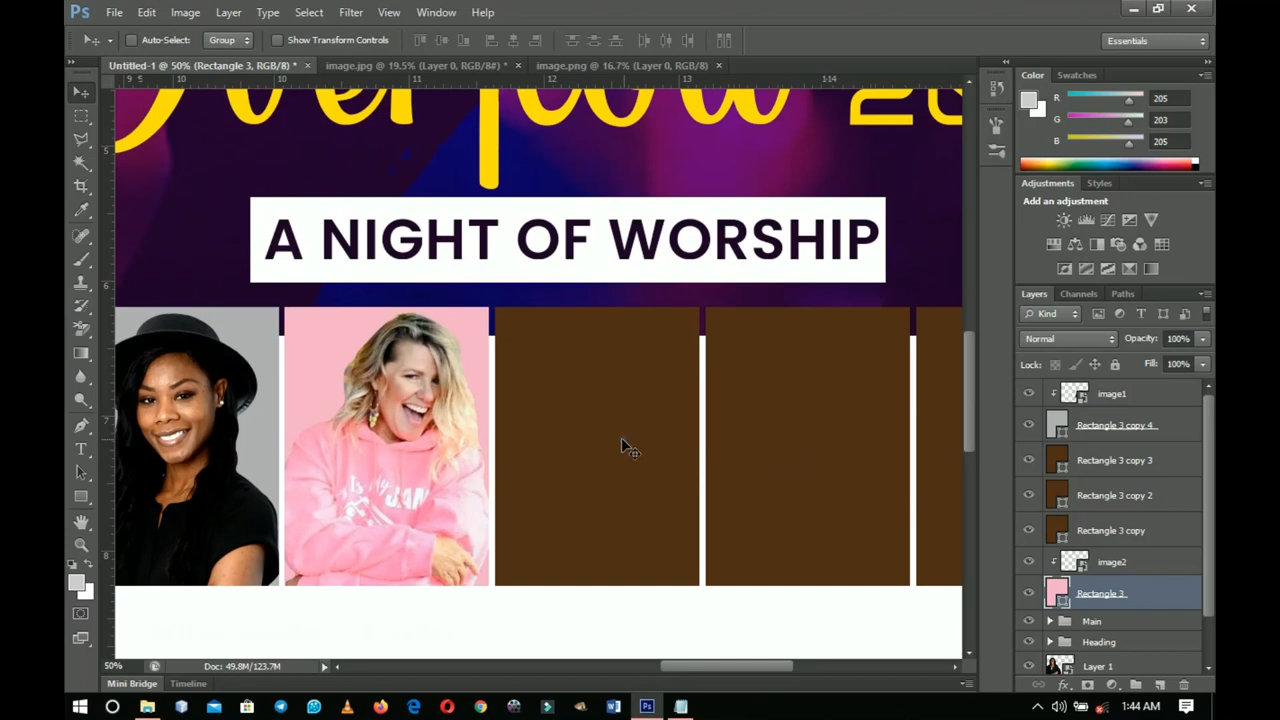 Ps File Edit Image Layer Type Select Filter View Window Help
Auto-Select: Group Show Transform Controls Essentials
Untitled-1 @ 50% (Rectangle 3, RGB/8) * × image.jpg @ 19.5% (Layer 0, RGB/8#) * × image.png @ 16.7% (Layer 0, RGB/8) ×
Color Swatches
R 205
G 203
B 205
Overflow
A NIGHT OF WORSHIP
Adjustments Styles
Add an adjustment
Layers Channels Paths
Kind
Normal Opacity: 100%
Lock: Fill: 100%
image1
Rectangle 3 copy 4
Rectangle 3 copy 3
Rectangle 3 copy 2
Rectangle 3 copy
image2
Rectangle 3
Main
Heading
Layer 1
50% Doc: 49.8M/123.7M
Mini Bridge Timeline
1:44 AM